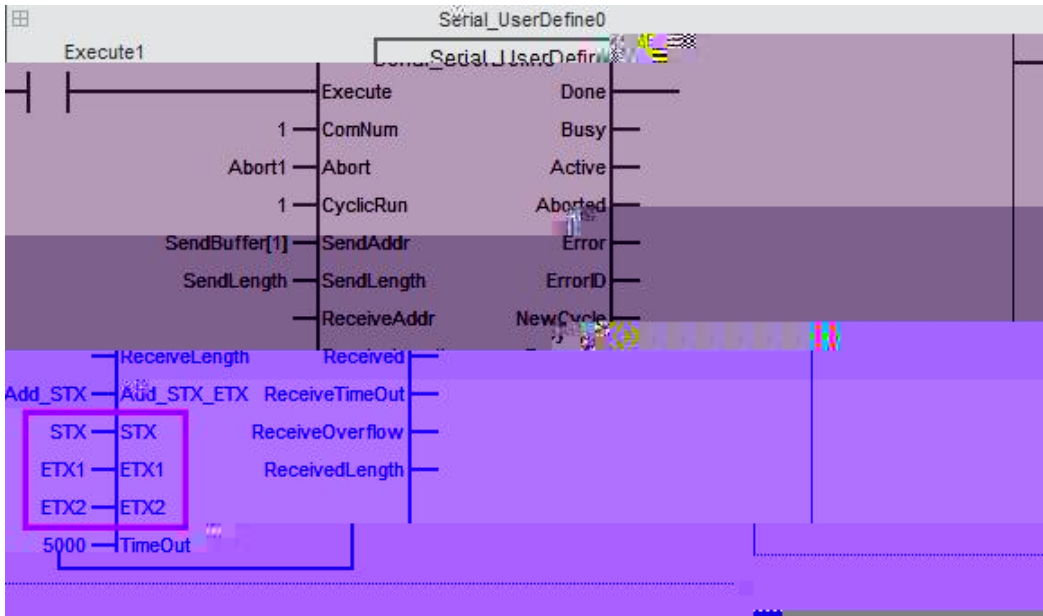 Serial_UserDefine0
Execute1
Execute Done
1 ComNum Busy
Abort1 Abort Active
1 CyclicRun Aborted
SendBuffer[1] SendAddr Error
SendLength SendLength ErrorID
ReceiveAddr NewCycle
ReceiveLength Received
Add_STX Add_STX_ETX ReceiveTimeOut
STX STX ReceiveOverflow
ETX1 ETX1 ReceivedLength
ETX2 ETX2
5000 TimeOut